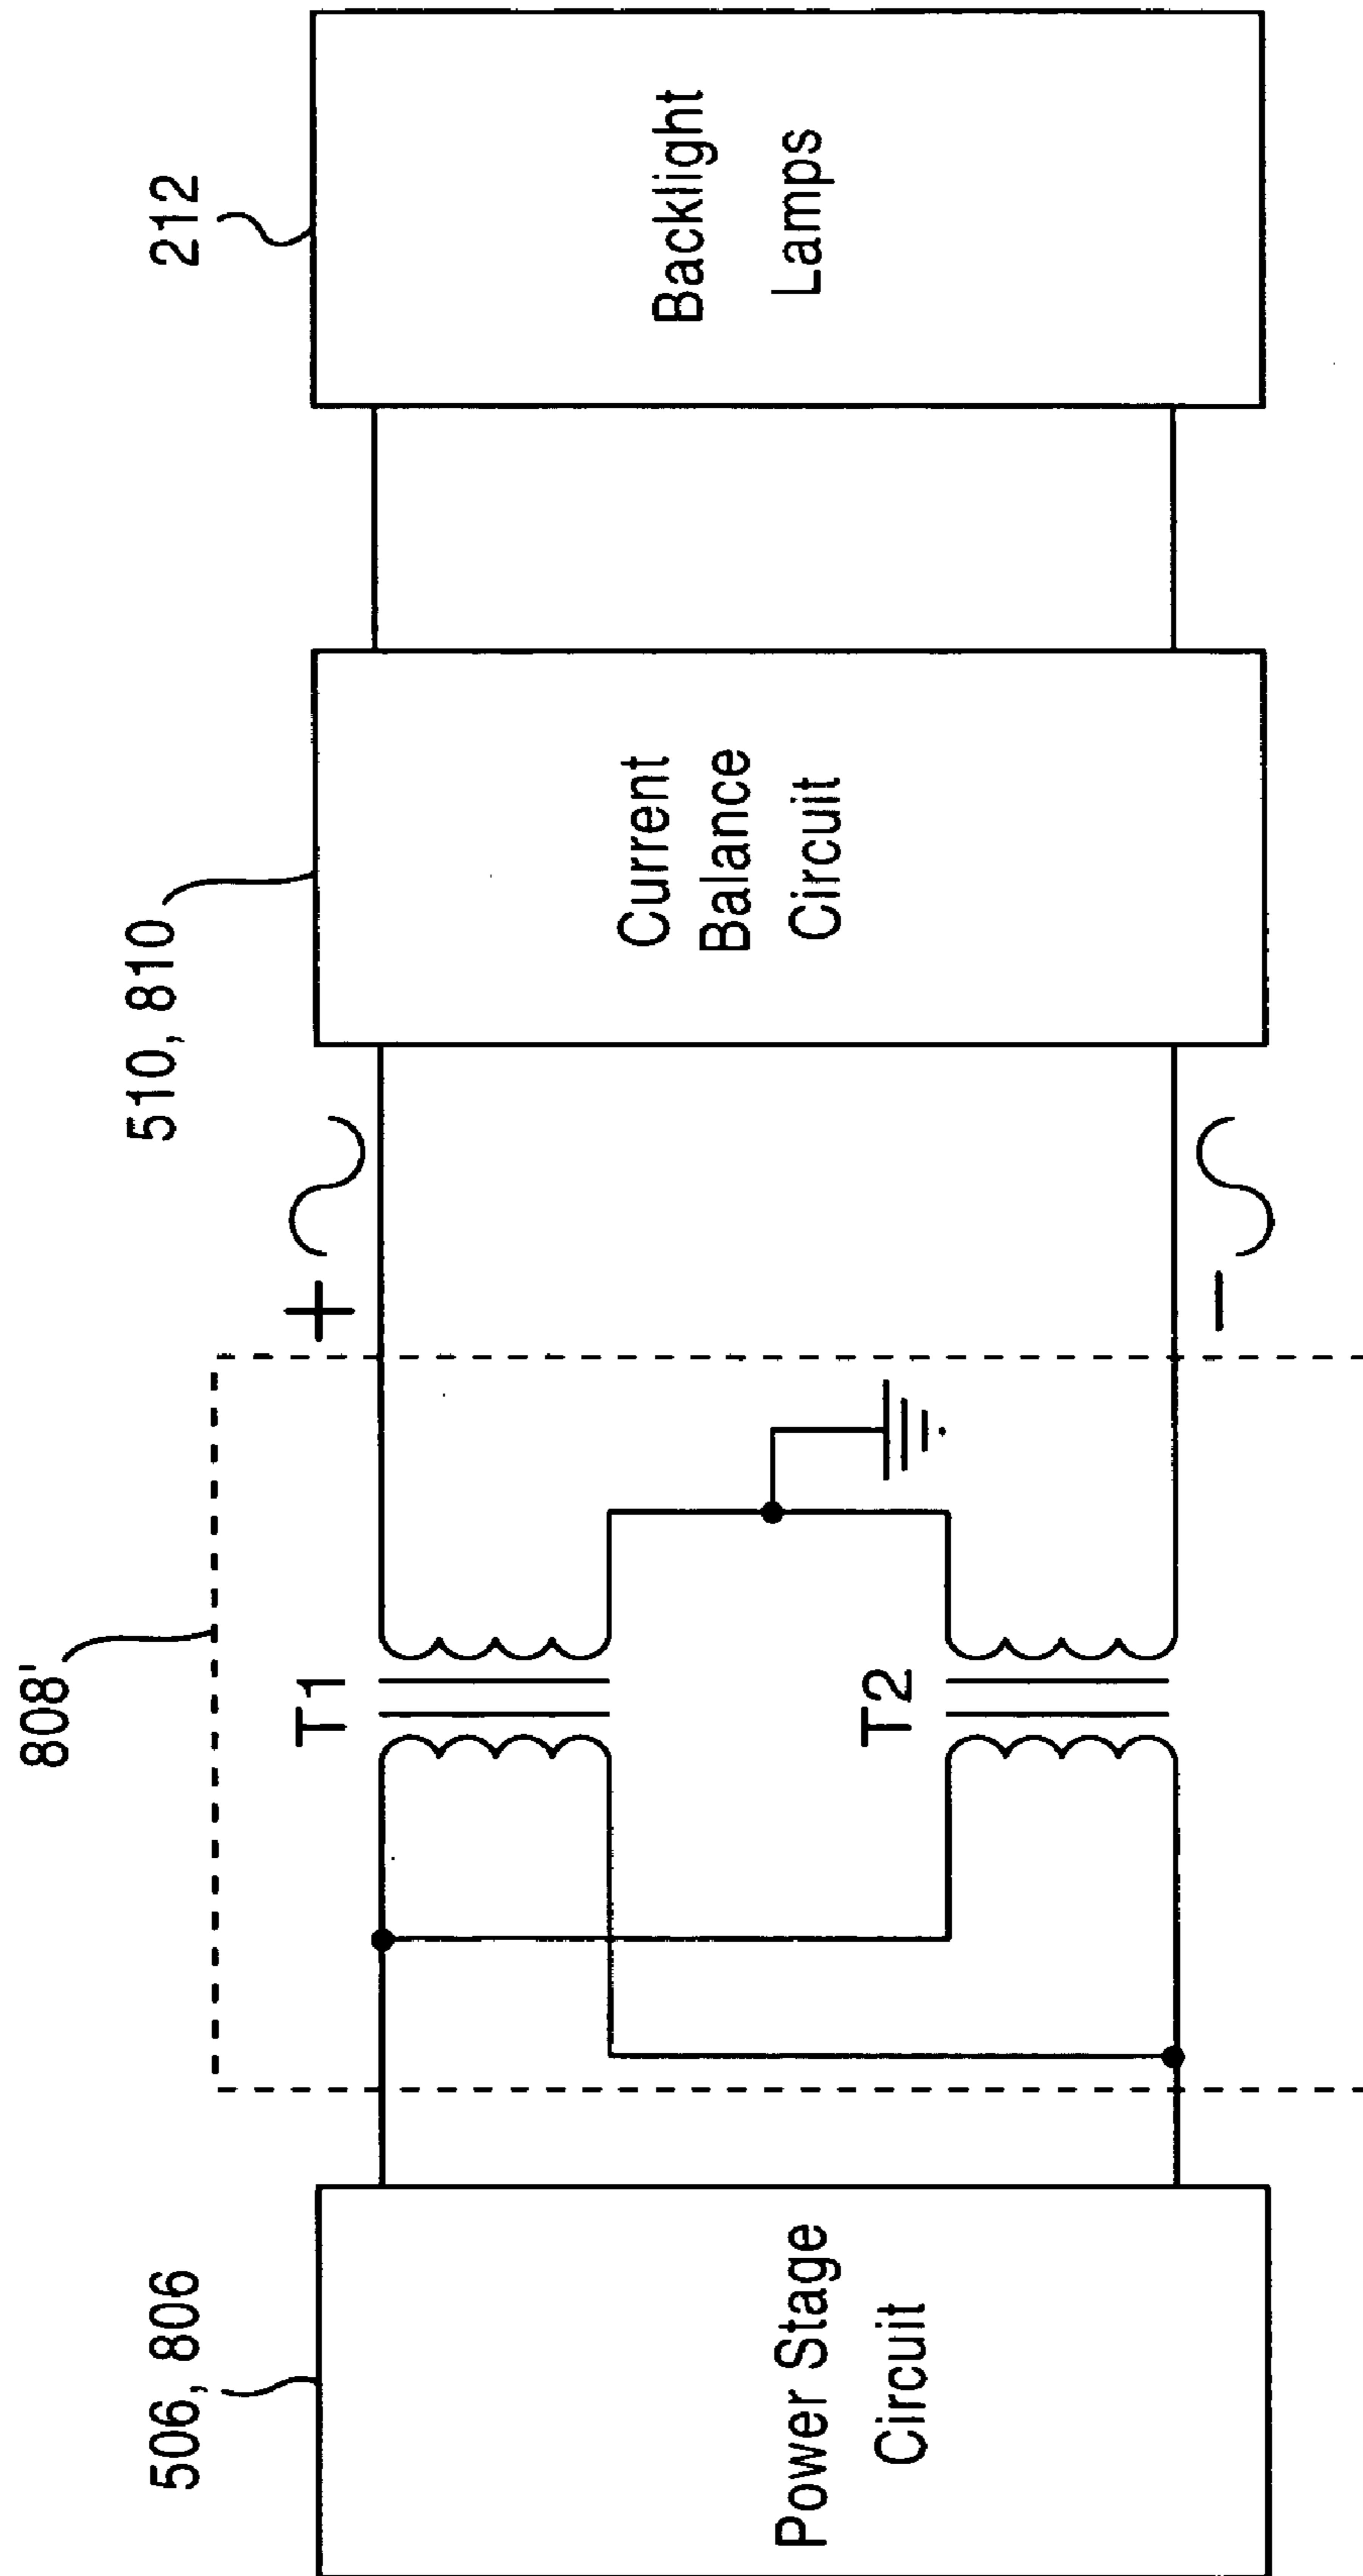 506, 806
Power Stage
Circuit
808'
T1
T2
+
−
510, 810
Current
Balance
Circuit
212
Backlight
Lamps